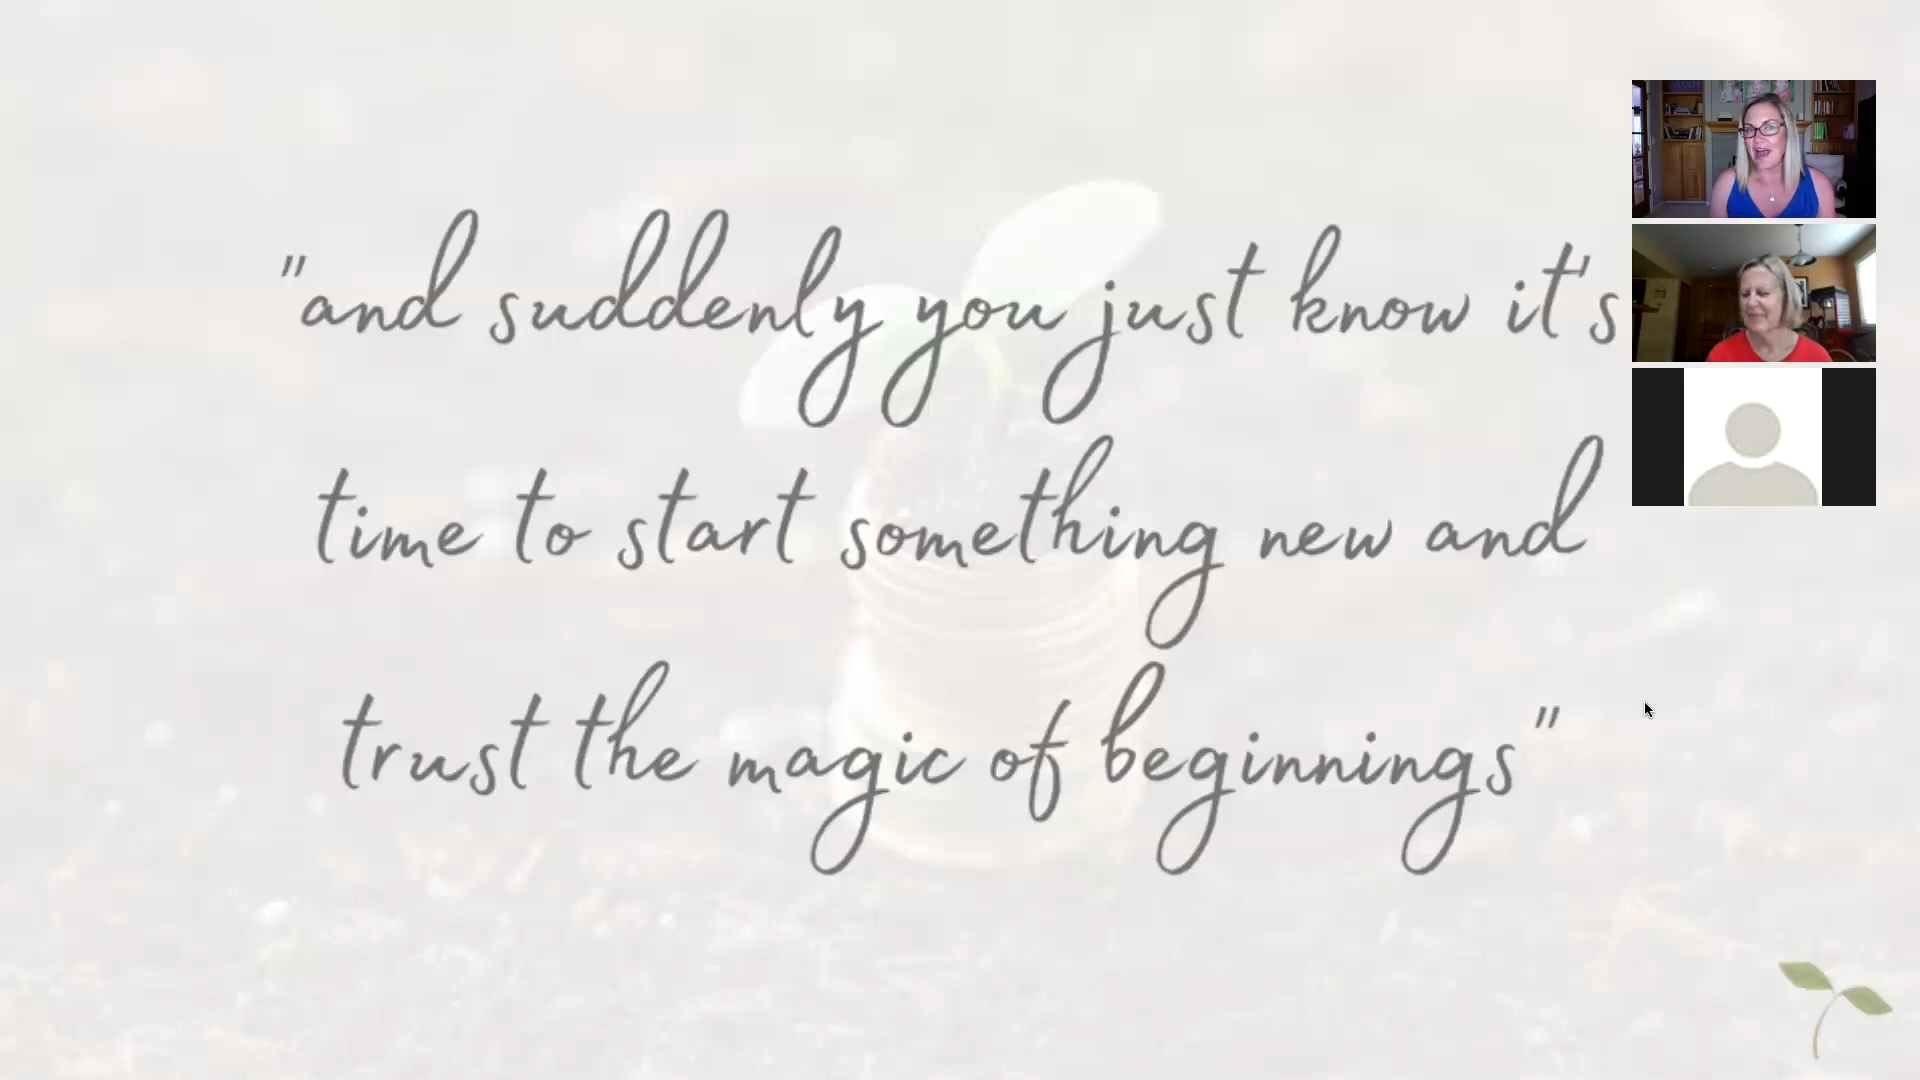 "and suddenly you just know it's
time to start something new and
trust the magic of beginnings"